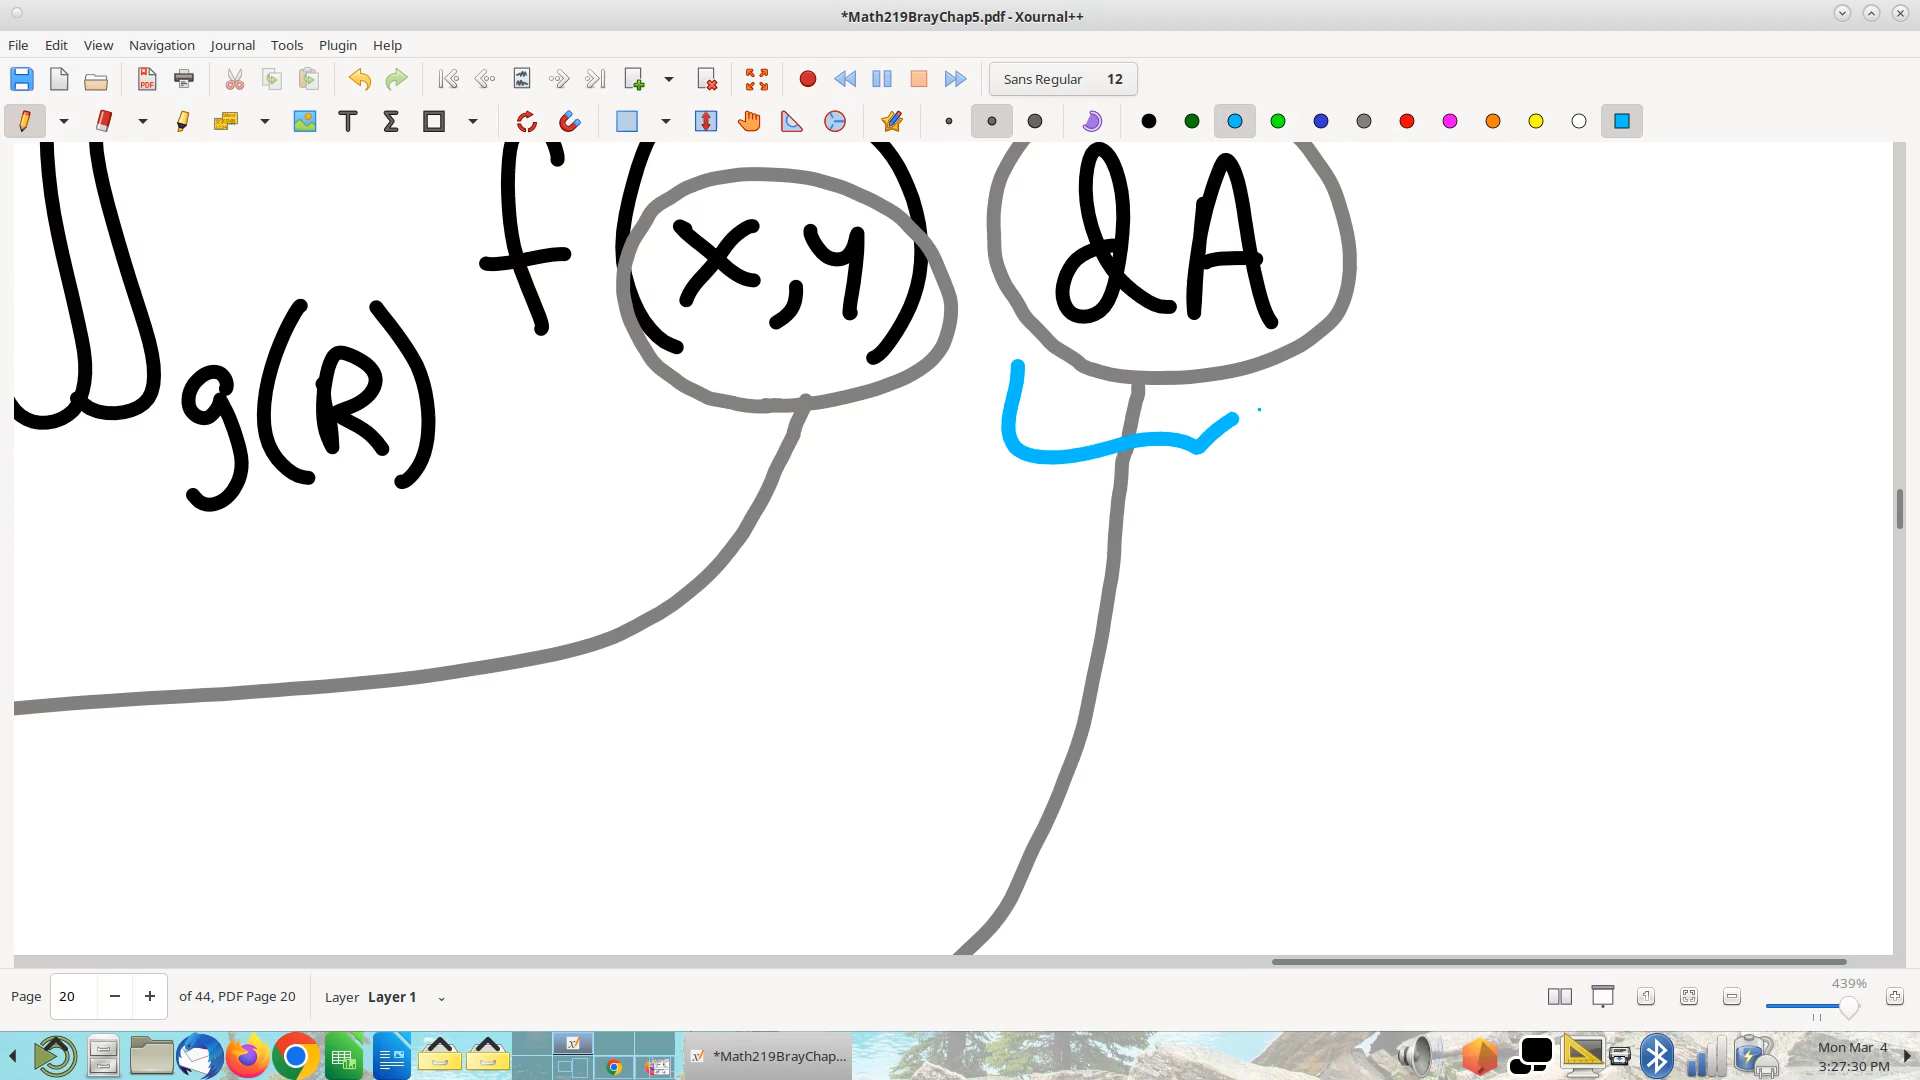 *Math219BrayChap5.pdf - Xournal++
File Edit View Navigation Journal Tools Plugin Help
Sans Regular 12
∬ f(x,y) dA
g(R)
Page 20 of 44, PDF Page 20 Layer Layer 1
439%
*Math219BrayChap...
Mon Mar 4
3:27:30 PM